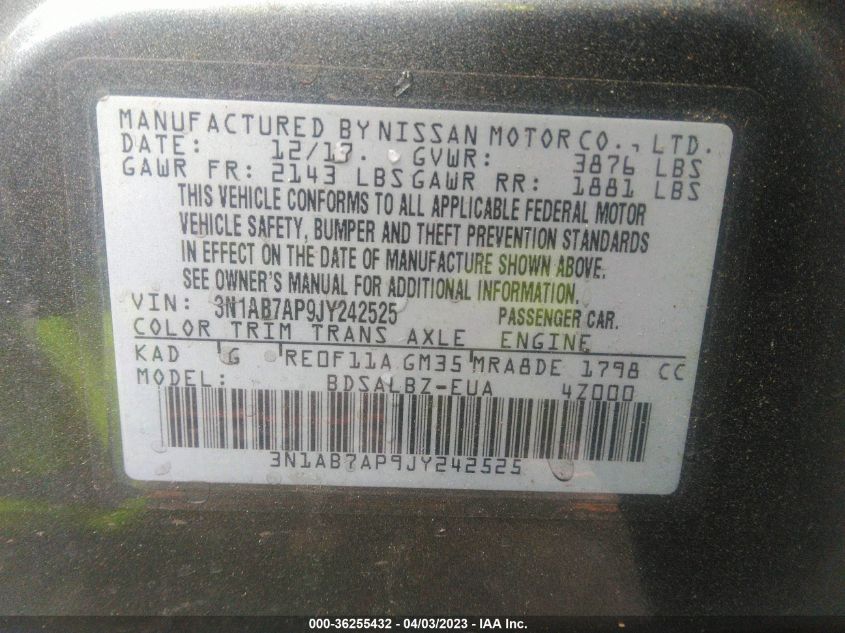 MANUFACTURED BY NISSAN MOTOR CO., LTD.
DATE: 12/17. GVWR: 3876 LBS
GAWR FR: 2143 LBS GAWR RR: 1881 LBS
THIS VEHICLE CONFORMS TO ALL APPLICABLE FEDERAL MOTOR
VEHICLE SAFETY, BUMPER AND THEFT PREVENTION STANDARDS
IN EFFECT ON THE DATE OF MANUFACTURE SHOWN ABOVE.
SEE OWNER'S MANUAL FOR ADDITIONAL INFORMATION.
VIN: 3N1AB7AP9JY242525 PASSENGER CAR.
COLOR TRIM TRANS AXLE ENGINE
KAD G RE0F11A GM35 MRA8DE 1798 CC
MODEL: BDSALBZ-EUA 4Z000
3N1AB7AP9JY242525
000-36255432 - 04/03/2023 - IAA Inc.